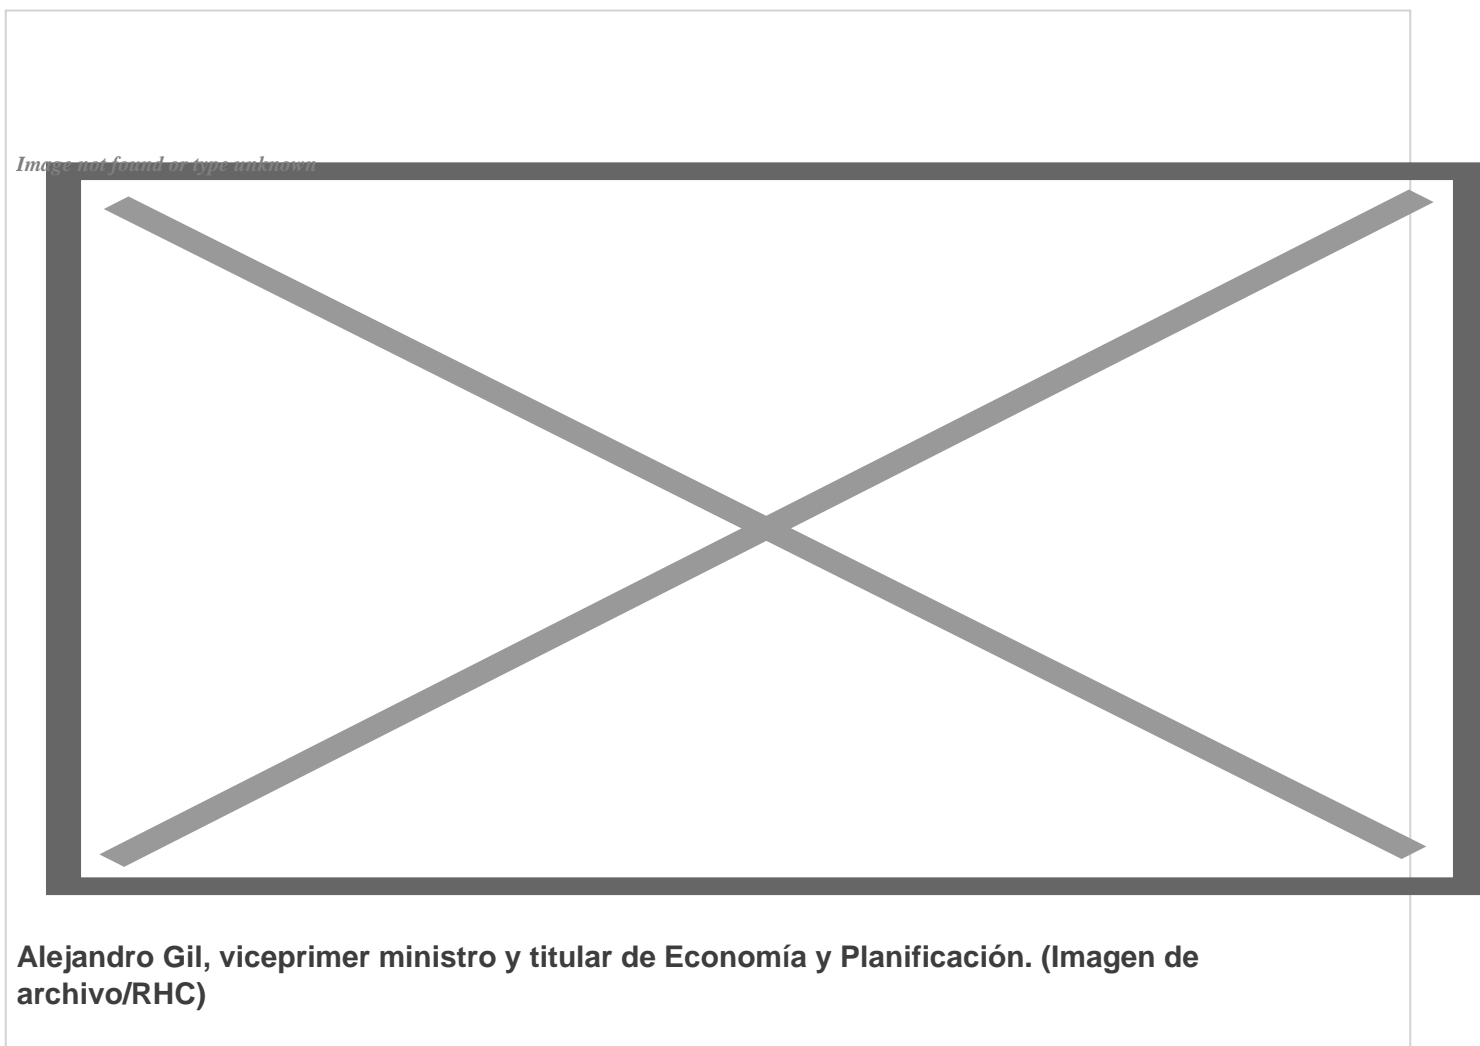 Image not found or type unknown
Alejandro Gil, viceprimer ministro y titular de Economía y Planificación. (Imagen de
archivo/RHC)